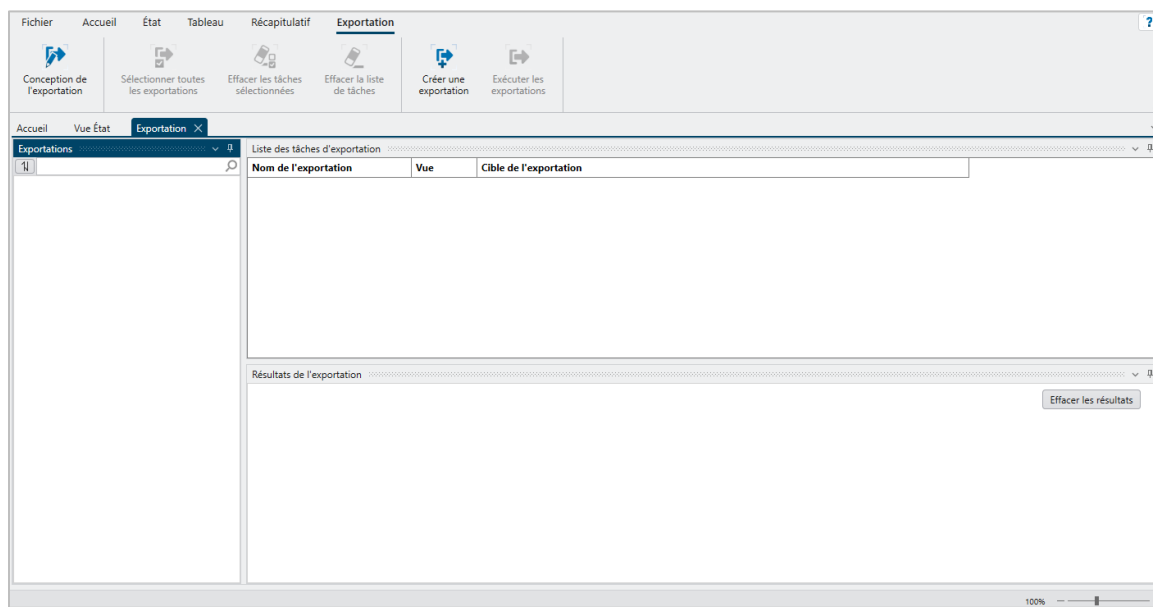 Fichier Accueil État Tableau Récapitulatif Exportation
?
Conception de
l'exportation
Sélectionner toutes
les exportations
Effacer les tâches
sélectionnées
Effacer la liste
de tâches
Créer une
exportation
Exécuter les
exportations
Accueil Vue État Exportation
Exportations
Liste des tâches d'exportation
Nom de l'exportation Vue Cible de l'exportation
Résultats de l'exportation
Effacer les résultats
100%